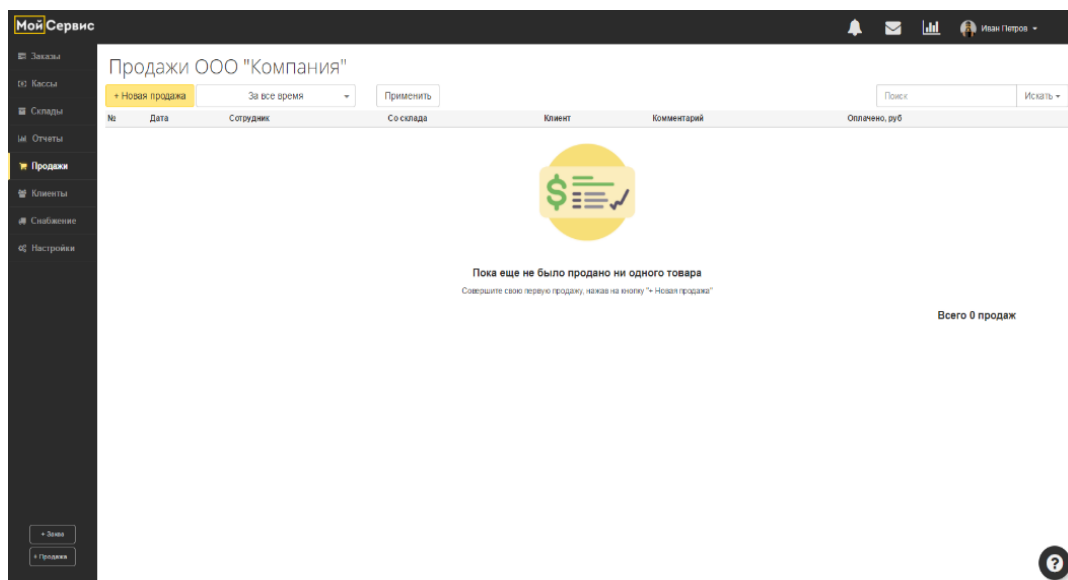 МойСервис
Иван Петров
Заказы
Кассы
Склады
Отчеты
Продажи
Клиенты
Снабжение
Настройки
+ Заказ
+ Продажа
Продажи ООО "Компания"
+ Новая продажа За все время Применить Поиск Искать
№ Дата Сотрудник Со склада Клиент Комментарий Оплачено, руб
Пока еще не было продано ни одного товара
Совершите свою первую продажу, нажав на кнопку "+ Новая продажа"
Всего 0 продаж